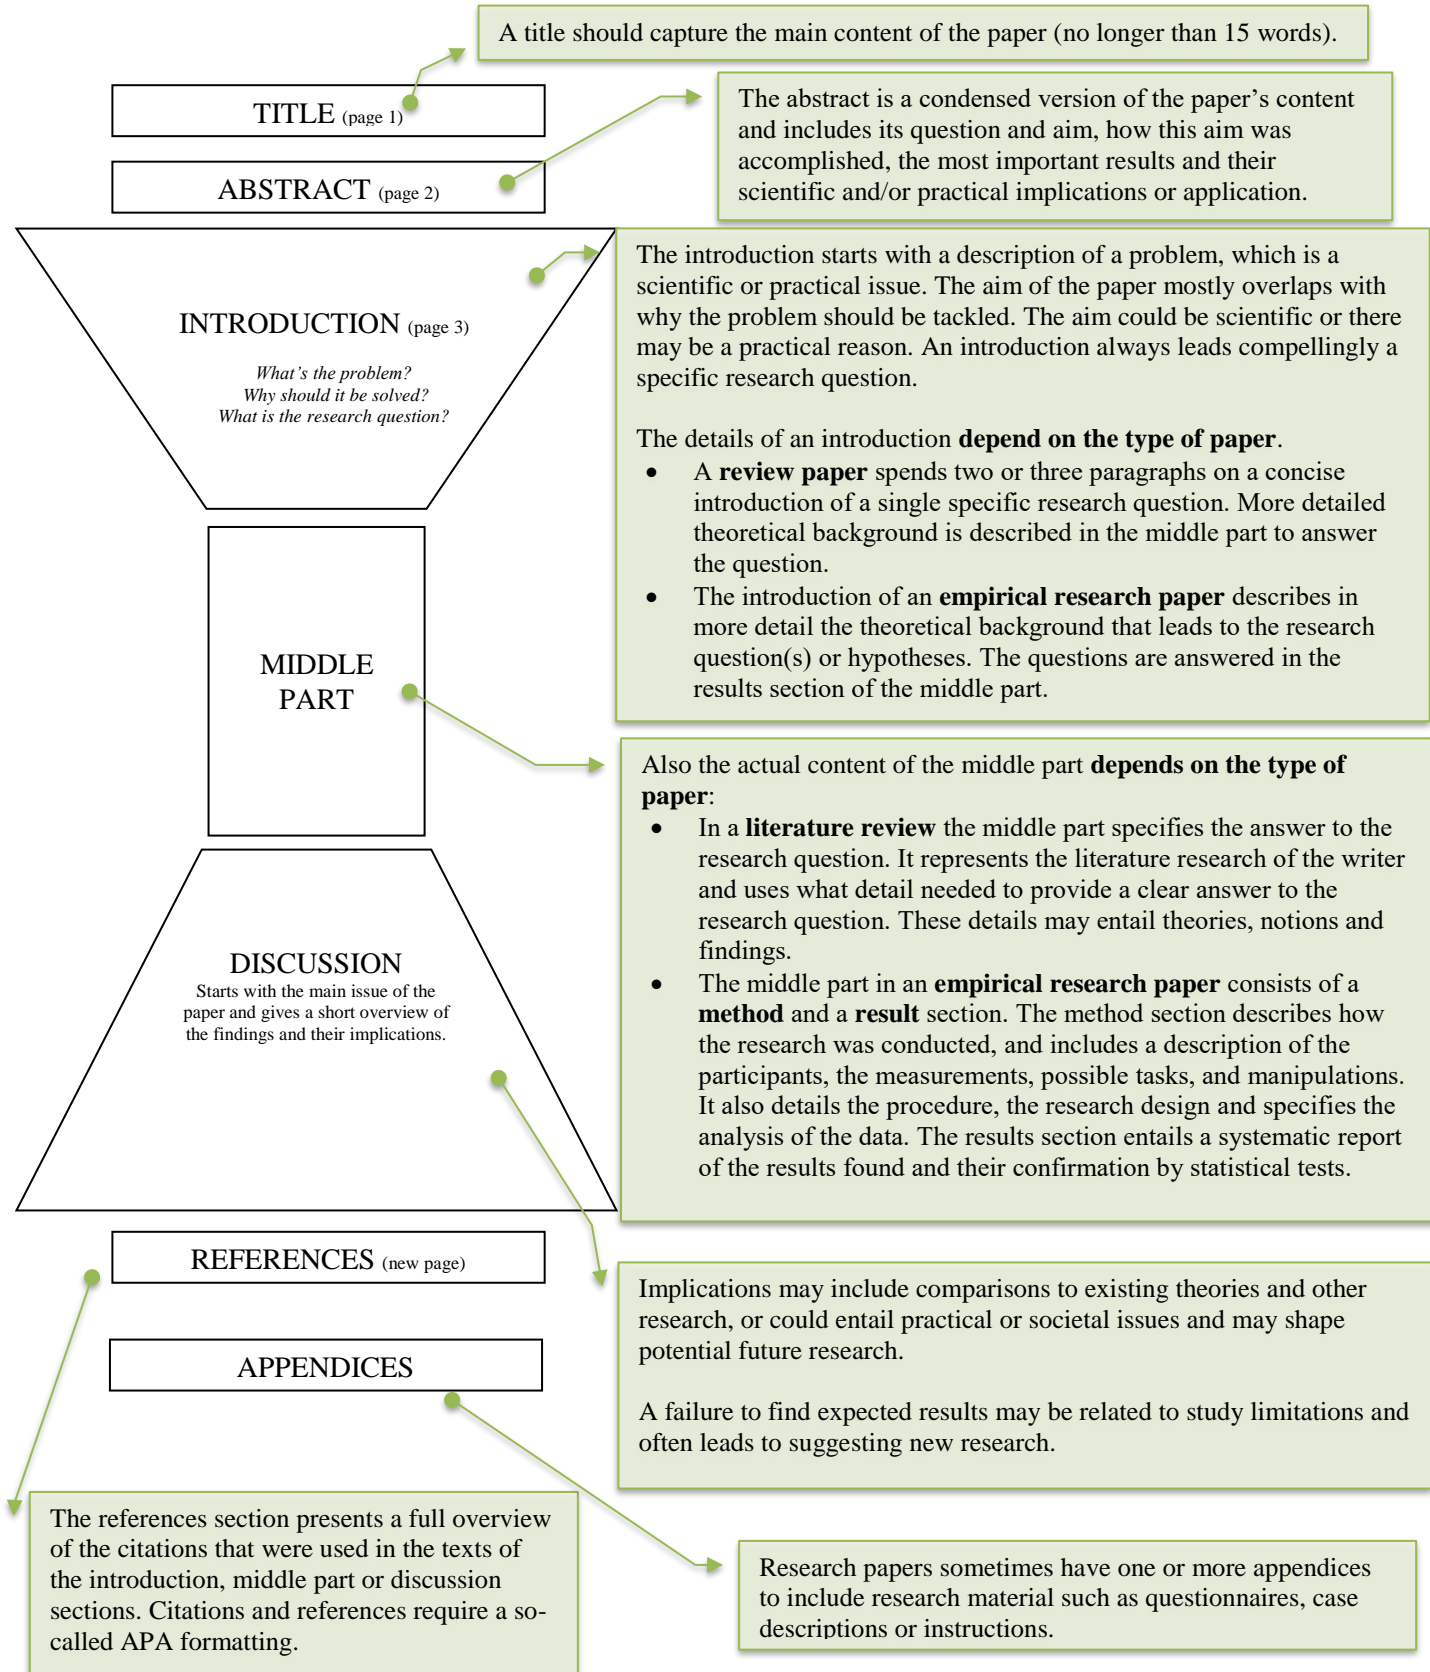 A title should capture the main content of the paper (no longer than 15 words).
TITLE (page 1)
The abstract is a condensed version of the paper’s content
and includes its question and aim, how this aim was
accomplished, the most important results and their
scientific and/or practical implications or application.
ABSTRACT (page 2)
INTRODUCTION (page 3)
What’s the problem?
Why should it be solved?
What is the research question?
The introduction starts with a description of a problem, which is a
scientific or practical issue. The aim of the paper mostly overlaps with
why the problem should be tackled. The aim could be scientific or there
may be a practical reason. An introduction always leads compellingly a
specific research question.
The details of an introduction depend on the type of paper.
• A review paper spends two or three paragraphs on a concise
introduction of a single specific research question. More detailed
theoretical background is described in the middle part to answer
the question.
• The introduction of an empirical research paper describes in
more detail the theoretical background that leads to the research
question(s) or hypotheses. The questions are answered in the
results section of the middle part.
MIDDLE
PART
Also the actual content of the middle part depends on the type of
paper:
• In a literature review the middle part specifies the answer to the
research question. It represents the literature research of the writer
and uses what detail needed to provide a clear answer to the
research question. These details may entail theories, notions and
findings.
• The middle part in an empirical research paper consists of a
method and a result section. The method section describes how
the research was conducted, and includes a description of the
participants, the measurements, possible tasks, and manipulations.
It also details the procedure, the research design and specifies the
analysis of the data. The results section entails a systematic report
of the results found and their confirmation by statistical tests.
DISCUSSION
Starts with the main issue of the
paper and gives a short overview of
the findings and their implications.
REFERENCES (new page)
Implications may include comparisons to existing theories and other
research, or could entail practical or societal issues and may shape
potential future research.
A failure to find expected results may be related to study limitations and
often leads to suggesting new research.
APPENDICES
The references section presents a full overview
of the citations that were used in the texts of
the introduction, middle part or discussion
sections. Citations and references require a so-
called APA formatting.
Research papers sometimes have one or more appendices
to include research material such as questionnaires, case
descriptions or instructions.